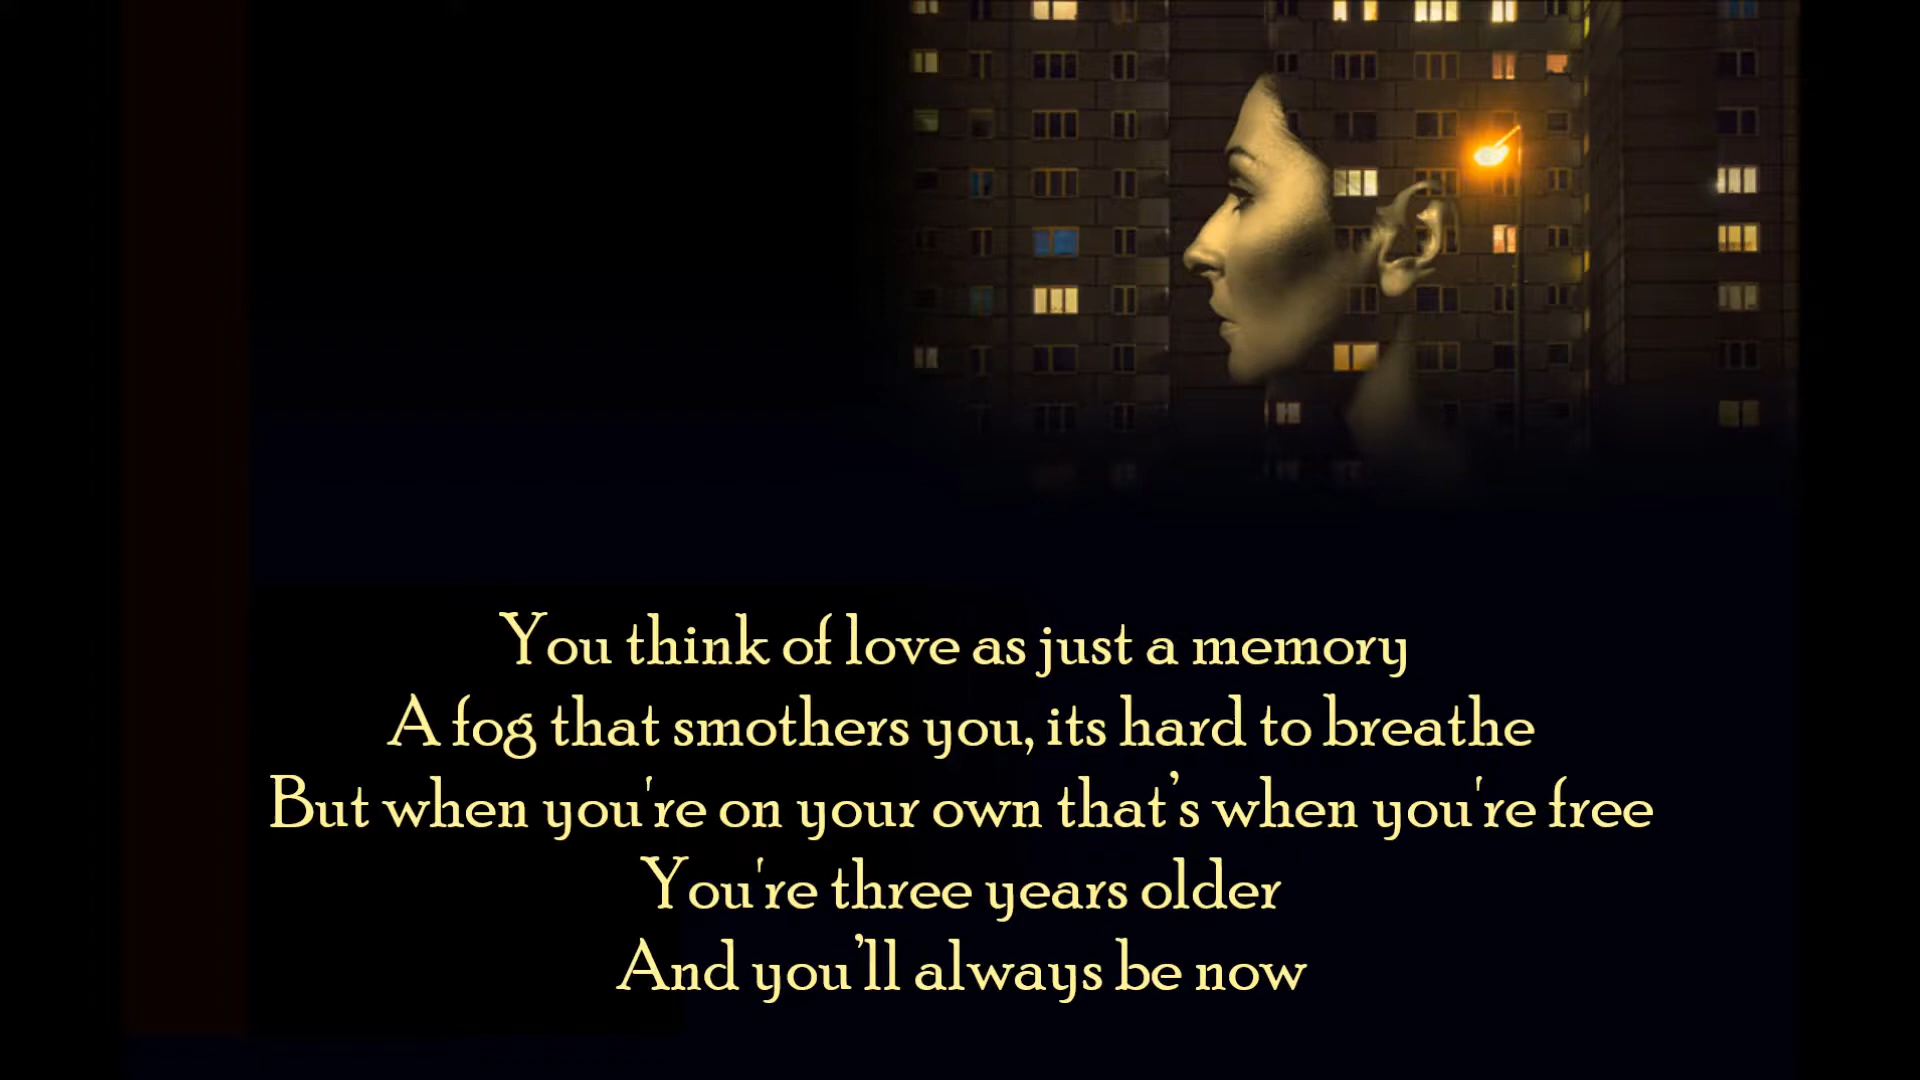 You think of love as just a memory
A fog that smothers you, its hard to breathe
But when you're on your own that’s when you're free
You're three years older
And you’ll always be now